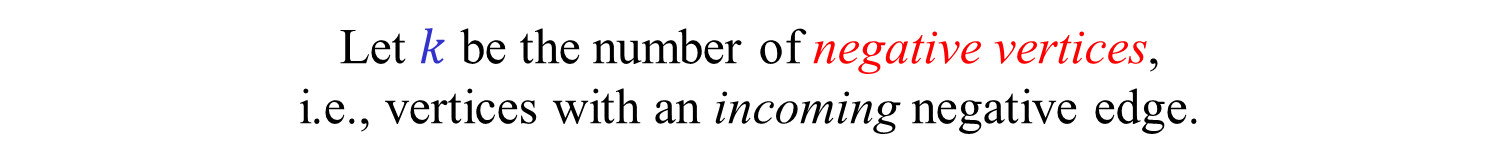 Let k be the number of negative vertices,
i.e., vertices with an incoming negative edge.